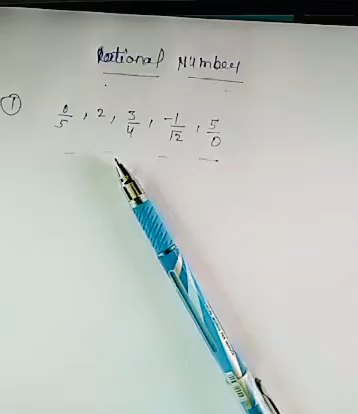 Rational Number
① 0/5, 2, 3/4, -1/12, 5/0